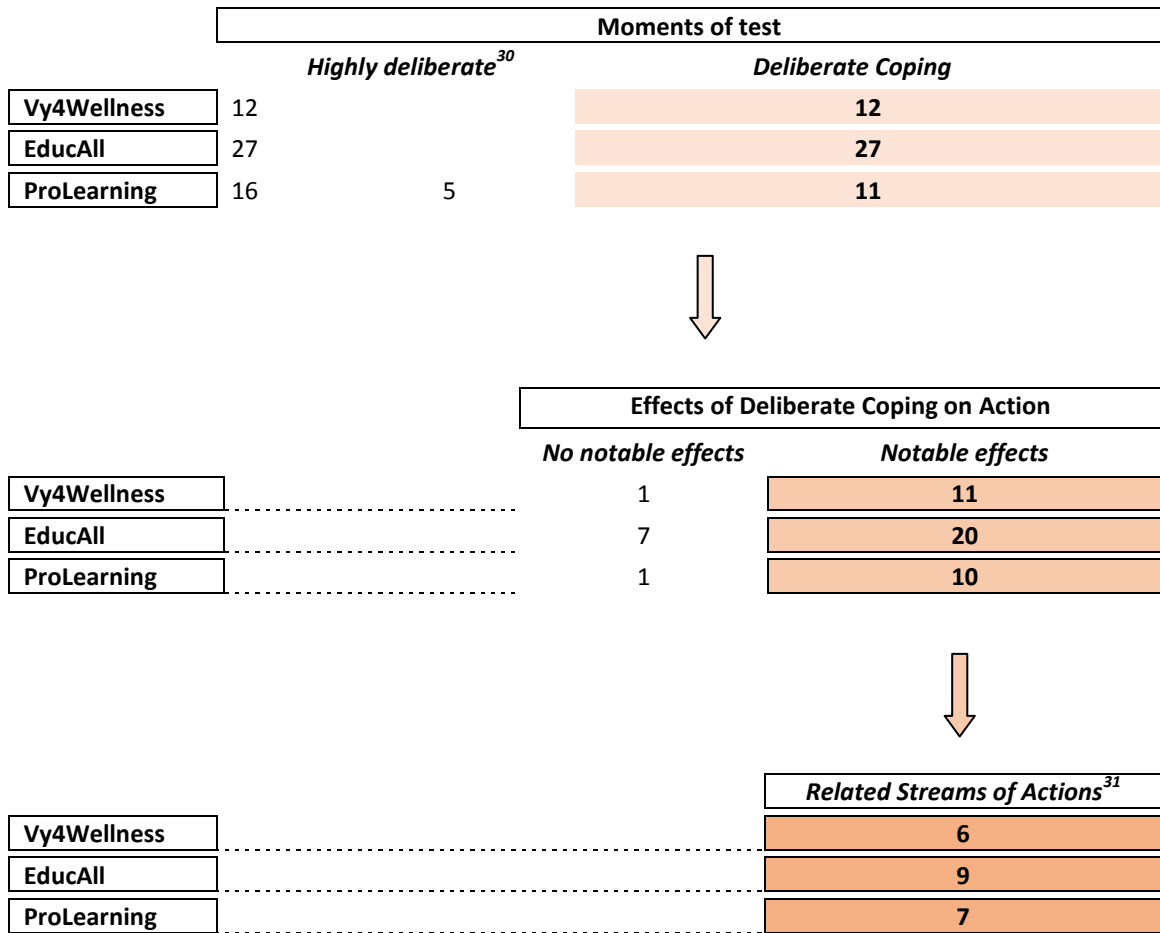 Moments of test
Highly deliberate30 Deliberate Coping
Vy4Wellness 12 12
EducAll 27 27
ProLearning 16 5 11
Effects of Deliberate Coping on Action
No notable effects Notable effects
Vy4Wellness 1 11
EducAll 7 20
ProLearning 1 10
Related Streams of Actions31
Vy4Wellness 6
EducAll 9
ProLearning 7